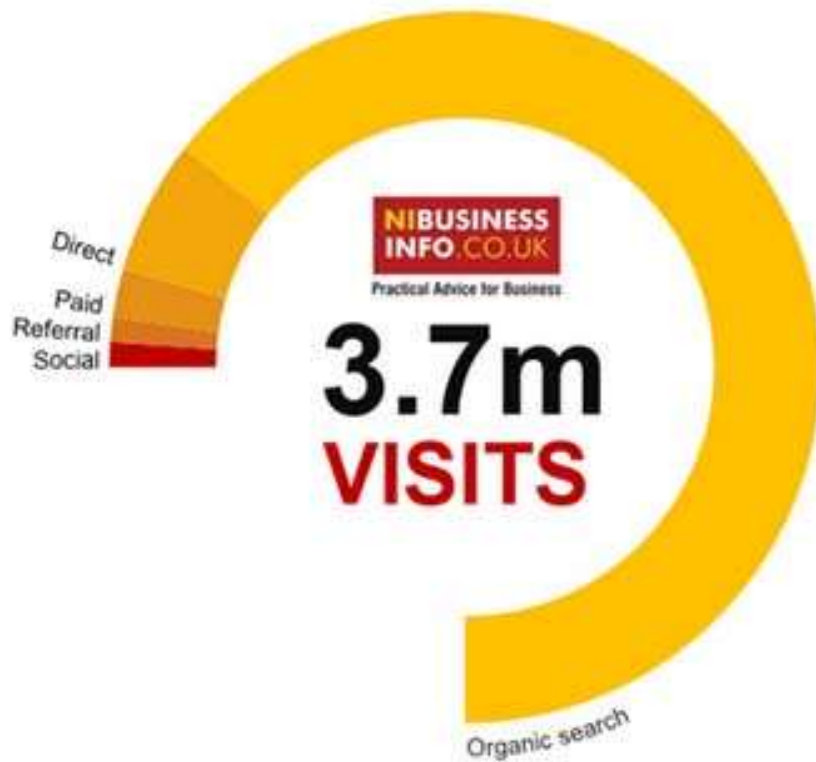 NIBUSINESS
INFO.CO.UK
Practical Advice for Business
3.7m
VISITS
Direct
Paid
Referral
Social
Organic search